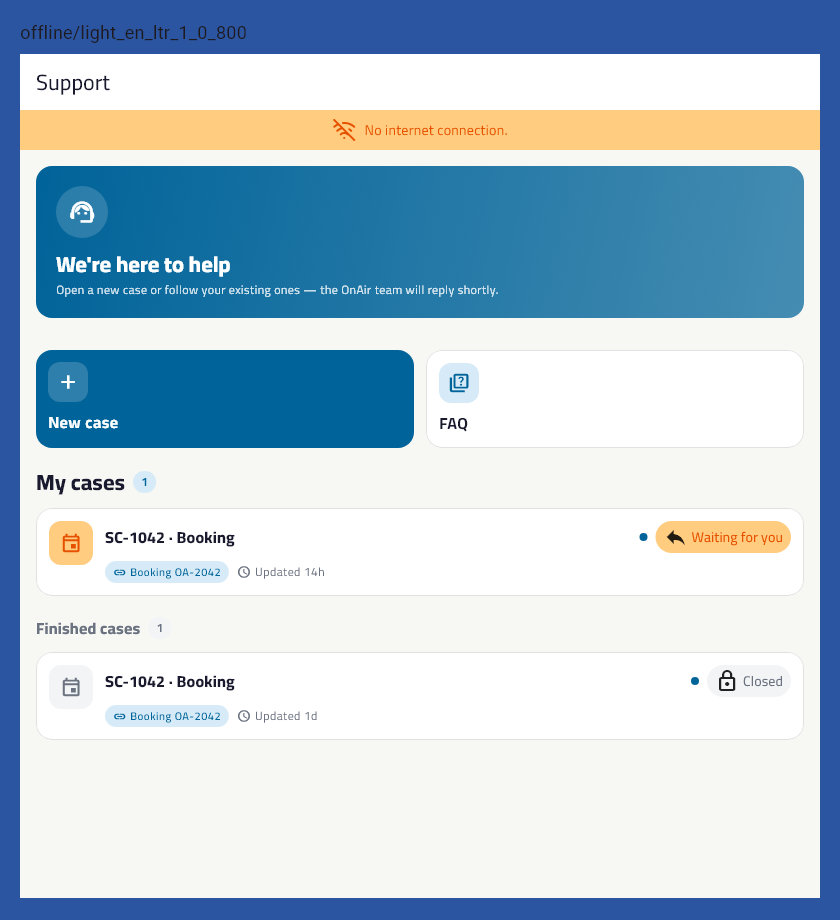 offline/light_en_ltr_1_0_800
Support
No internet connection.
We're here to help
Open a new case or follow your existing ones — the OnAir team will reply shortly.
New case
FAQ
My cases 1
SC-1042 · Booking
Waiting for you
Booking OA-2042
Updated 14h
Finished cases 1
SC-1042 · Booking
Closed
Booking OA-2042
Updated 1d